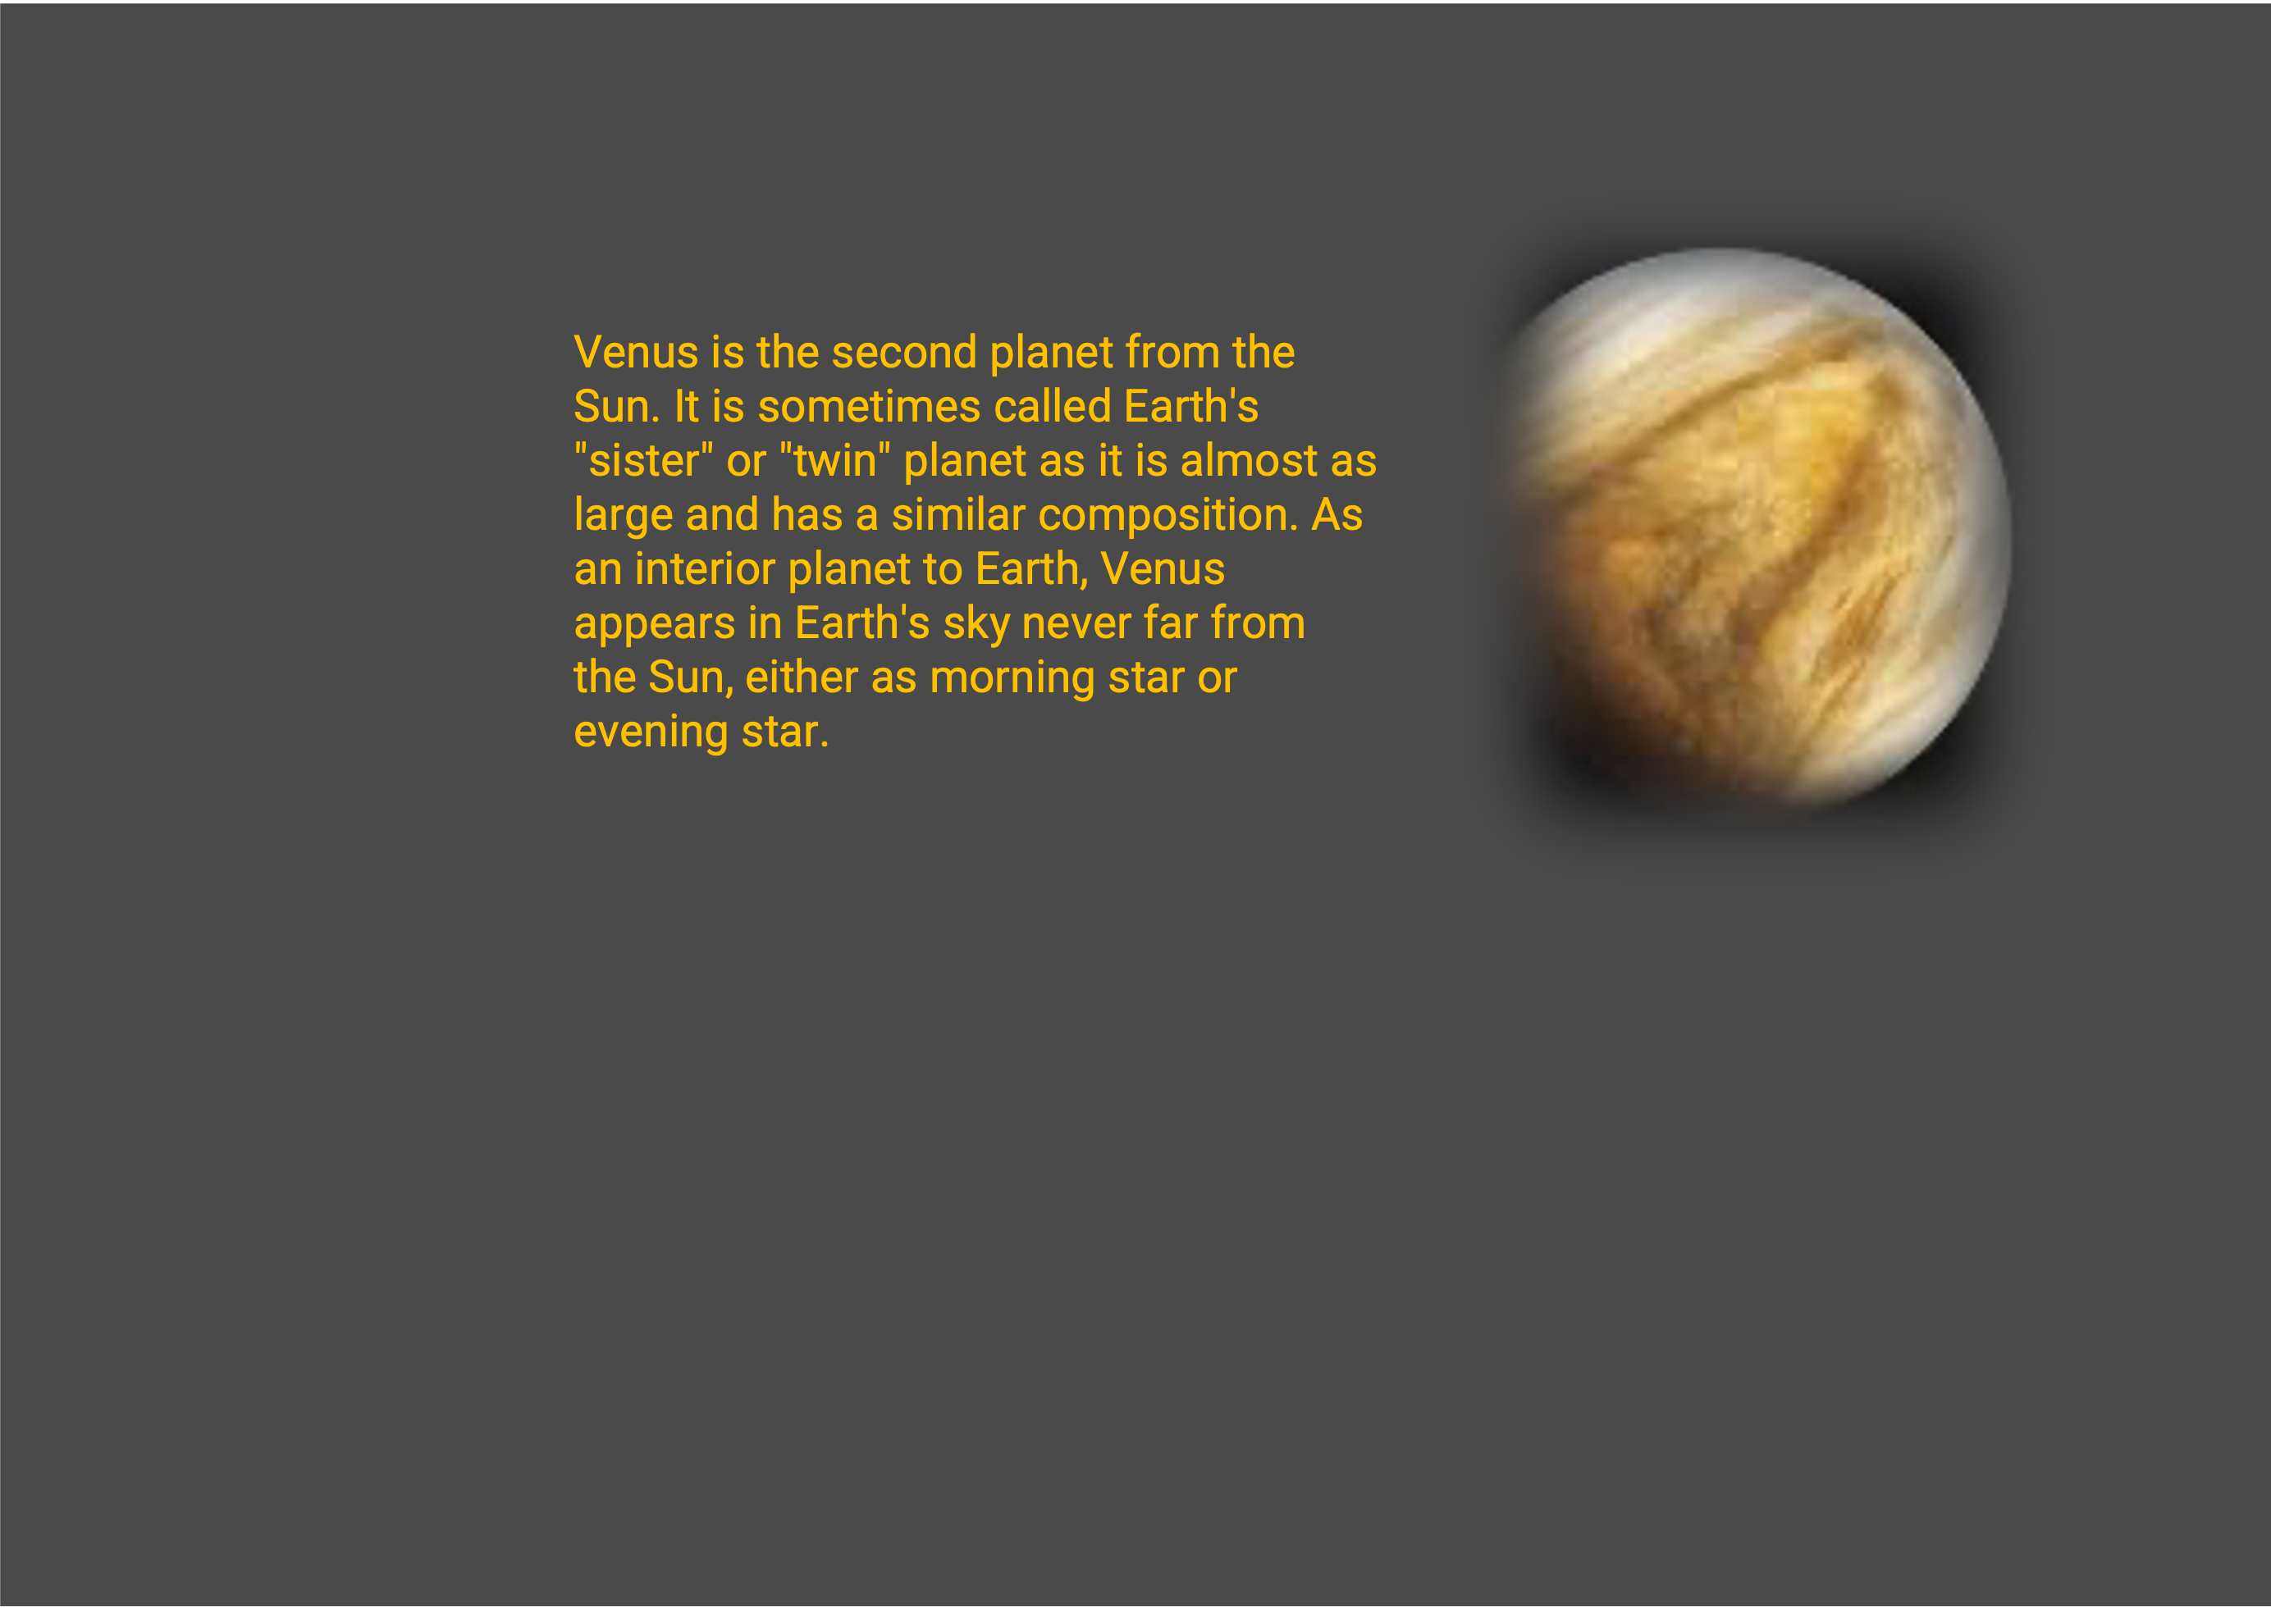 Venus is the second planet from the
Sun. It is sometimes called Earth's
"sister" or "twin" planet as it is almost as
large and has a similar composition. As
an interior planet to Earth, Venus
appears in Earth's sky never far from
the Sun, either as morning star or
evening star.